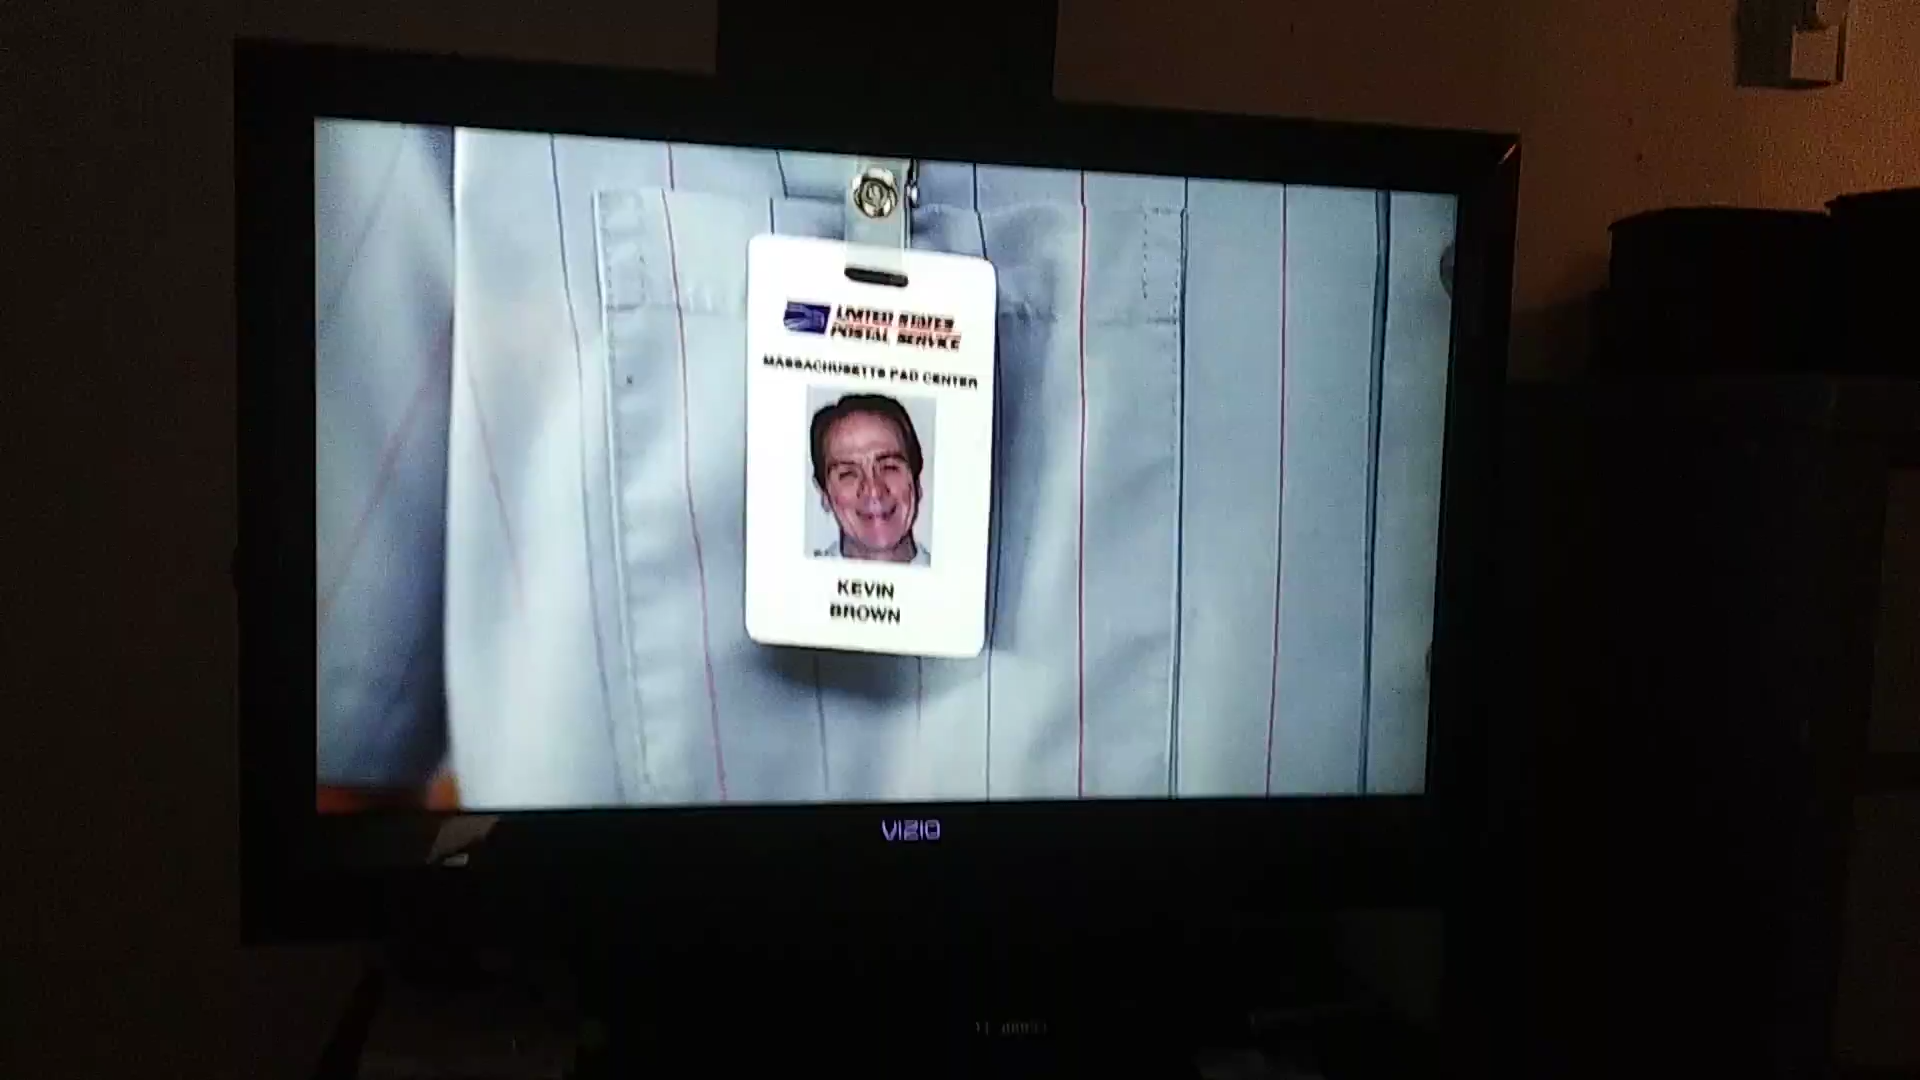 UNITED STATES
POSTAL SERVICE
MASSACHUSETTS P&D CENTER
KEVIN
BROWN
VIZIO